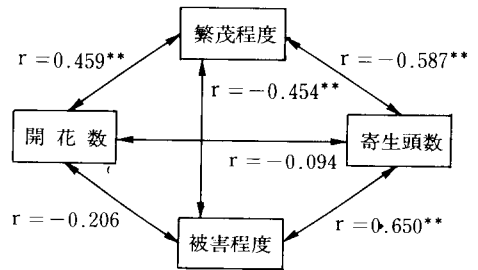 繁茂程度
r=0.459**
r=-0.587**
r=-0.454**
開花数
寄生頭数
r=-0.094
r=-0.206
被害程度
r=0.650**